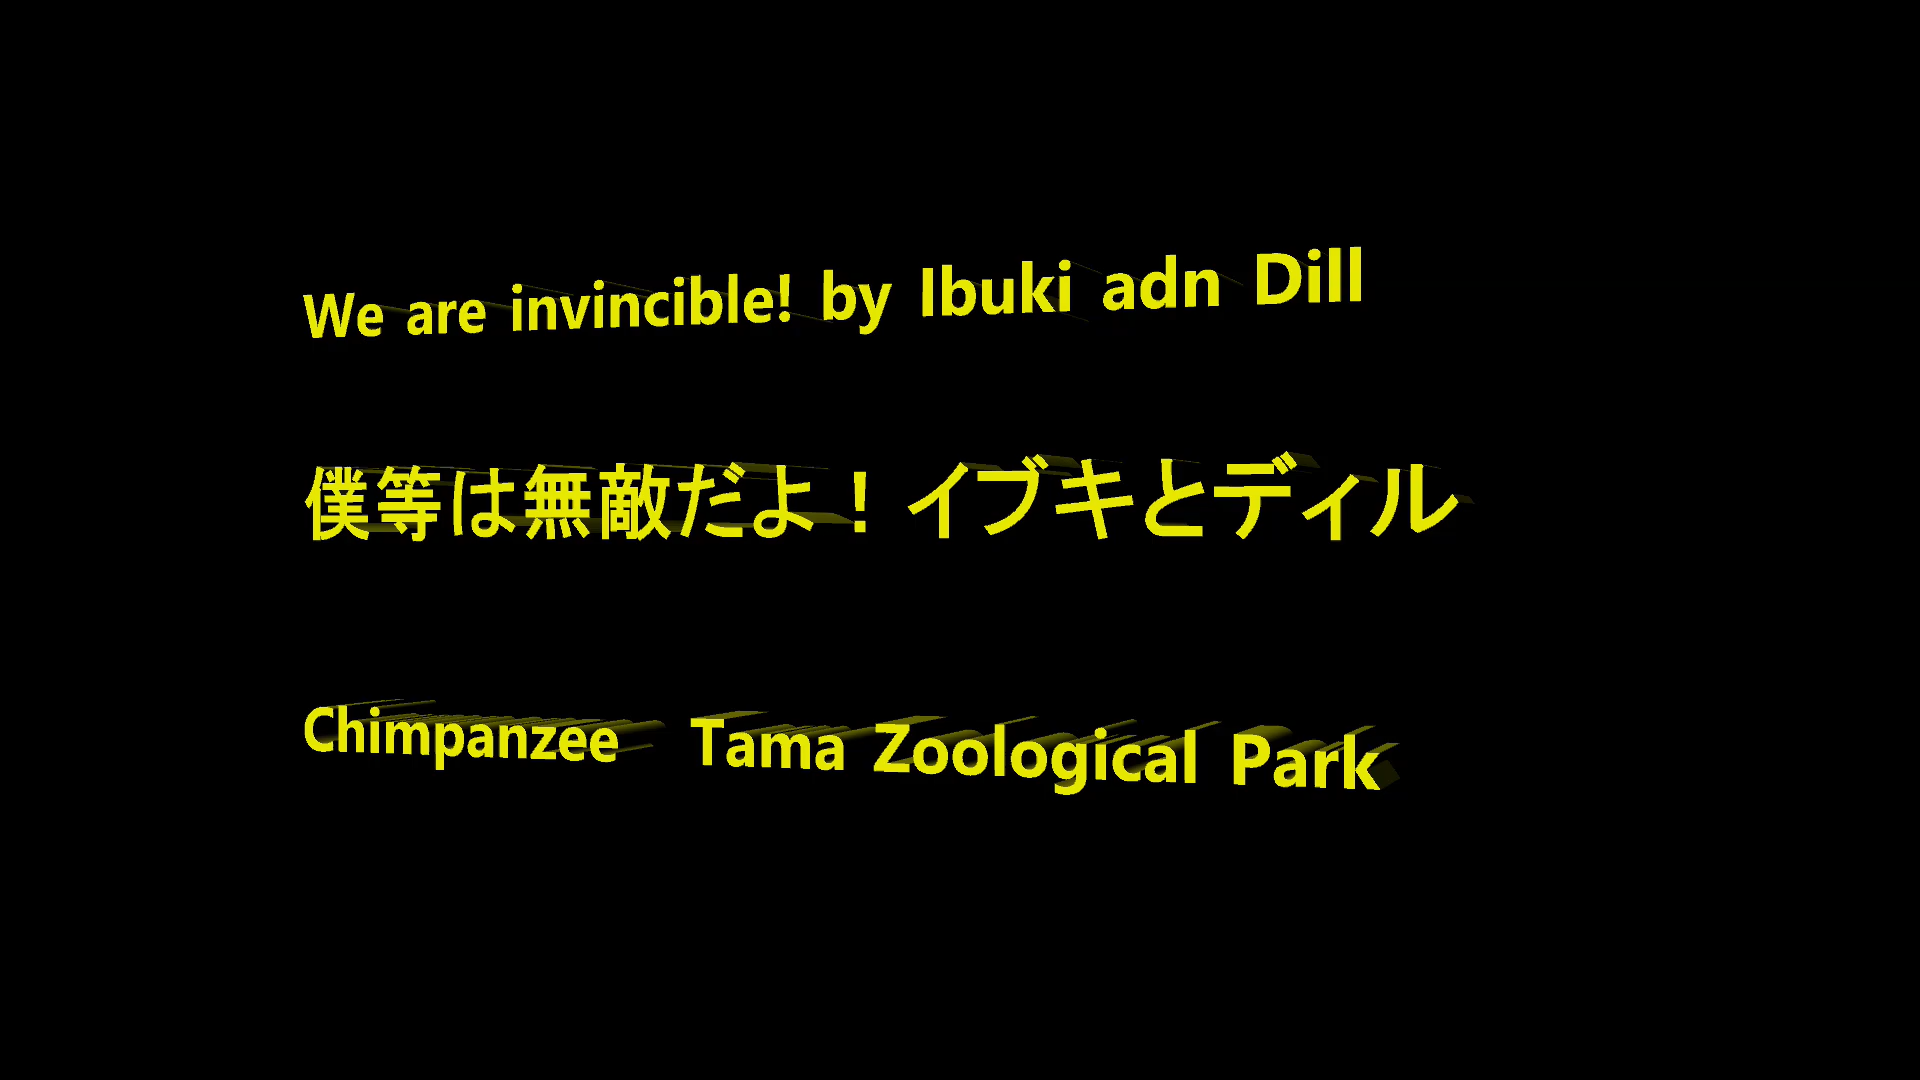 We are invincible! by Ibuki adn Dill
僕等は無敵だよ！イブキとディル
Chimpanzee Tama Zoological Park